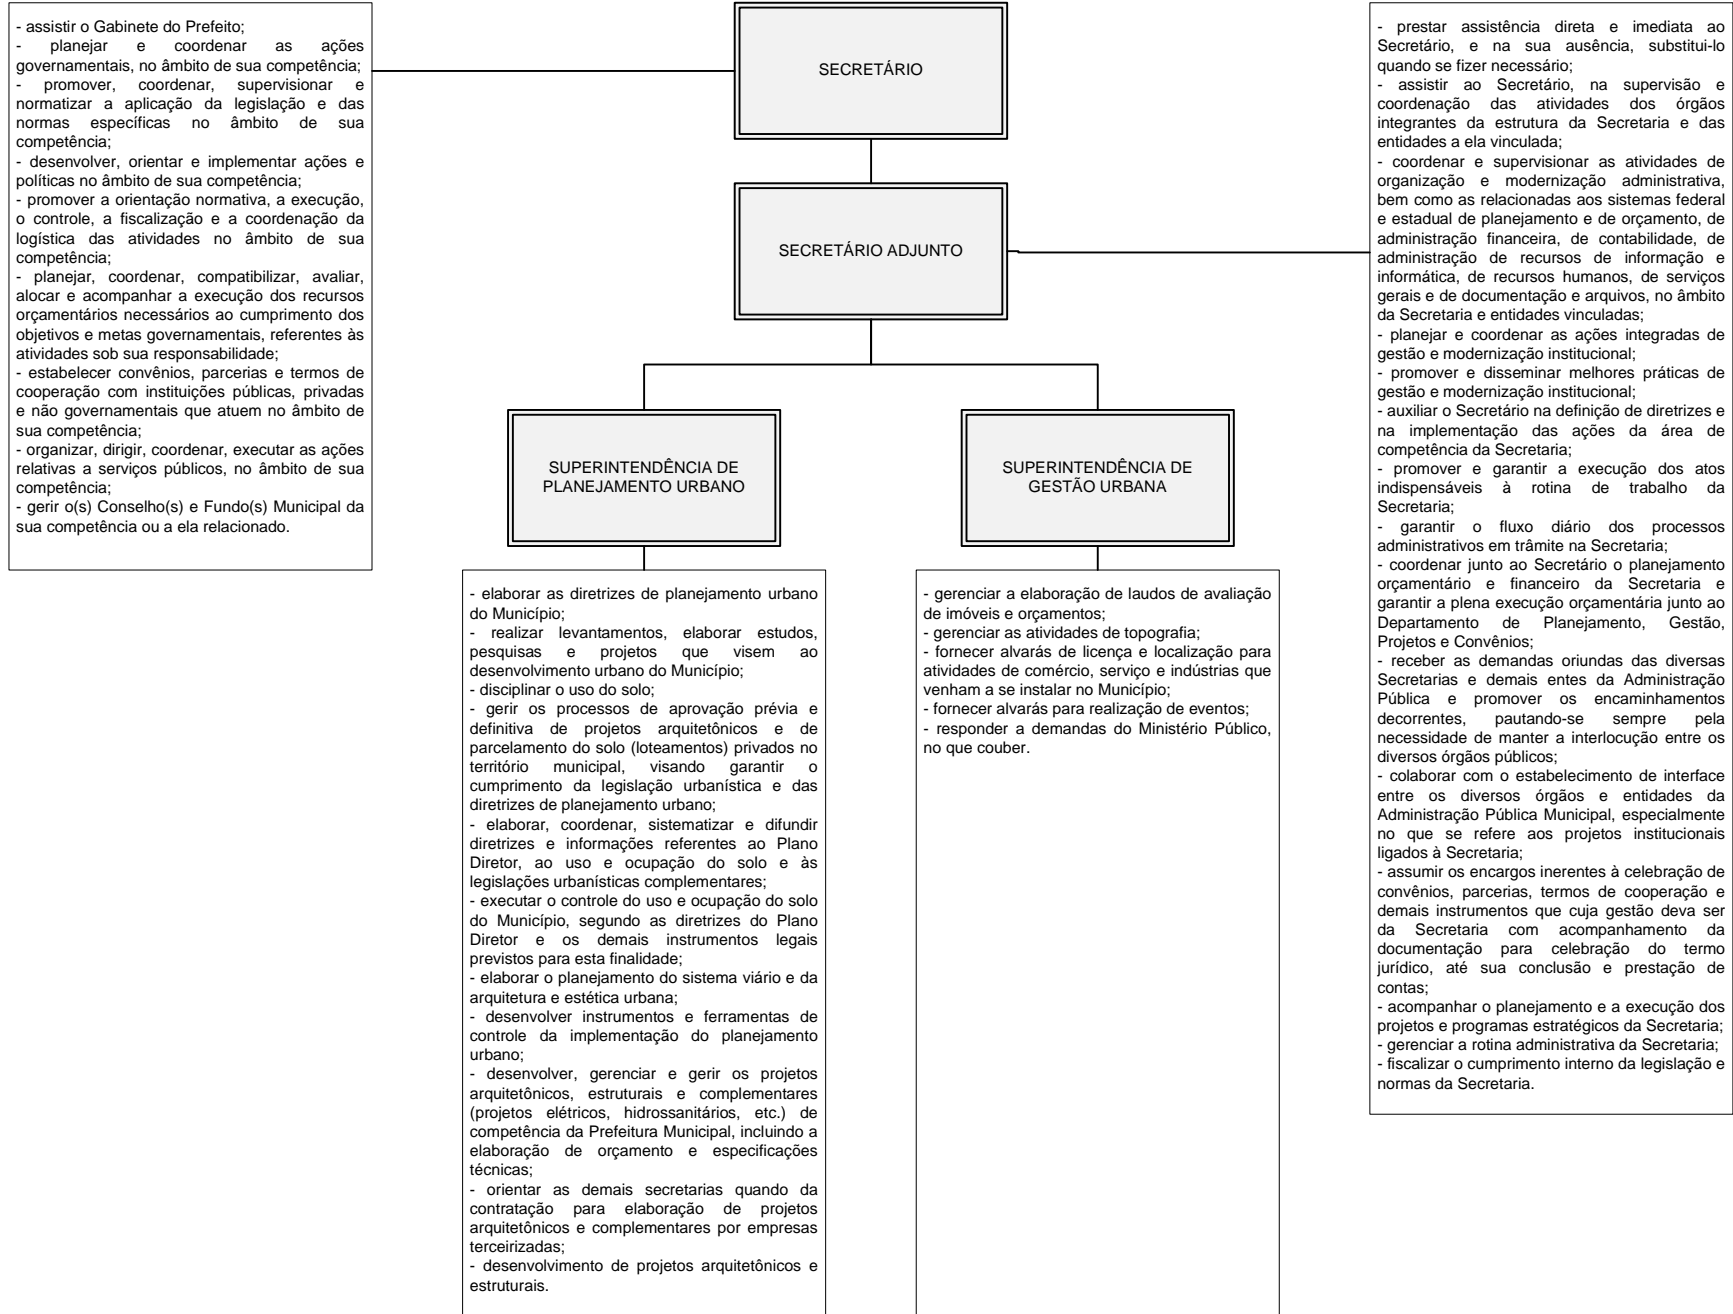 - assistir o Gabinete do Prefeito;
- planejar e coordenar as ações
governamentais, no âmbito de sua competência;
- promover, coordenar, supervisionar e
normatizar a aplicação da legislação e das
normas específicas no âmbito de sua
competência;
- desenvolver, orientar e implementar ações e
políticas no âmbito de sua competência;
- promover a orientação normativa, a execução,
o controle, a fiscalização e a coordenação da
logística das atividades no âmbito de sua
competência;
- planejar, coordenar, compatibilizar, avaliar,
alocar e acompanhar a execução dos recursos
orçamentários necessários ao cumprimento dos
objetivos e metas governamentais, referentes às
atividades sob sua responsabilidade;
- estabelecer convênios, parcerias e termos de
cooperação com instituições públicas, privadas
e não governamentais que atuem no âmbito de
sua competência;
- organizar, dirigir, coordenar, executar as ações
relativas a serviços públicos, no âmbito de sua
competência;
- gerir o(s) Conselho(s) e Fundo(s) Municipal da
sua competência ou a ela relacionado.
SECRETÁRIO
SECRETÁRIO ADJUNTO
- prestar assistência direta e imediata ao
Secretário, e na sua ausência, substitui-lo
quando se fizer necessário;
- assistir ao Secretário, na supervisão e
coordenação das atividades dos órgãos
integrantes da estrutura da Secretaria e das
entidades a ela vinculada;
- coordenar e supervisionar as atividades de
organização e modernização administrativa,
bem como as relacionadas aos sistemas federal
e estadual de planejamento e de orçamento, de
administração financeira, de contabilidade, de
administração de recursos de informação e
informática, de recursos humanos, de serviços
gerais e de documentação e arquivos, no âmbito
da Secretaria e entidades vinculadas;
- planejar e coordenar as ações integradas de
gestão e modernização institucional;
- promover e disseminar melhores práticas de
gestão e modernização institucional;
- auxiliar o Secretário na definição de diretrizes e
na implementação das ações da área de
competência da Secretaria;
- promover e garantir a execução dos atos
indispensáveis à rotina de trabalho da
Secretaria;
- garantir o fluxo diário dos processos
administrativos em trâmite na Secretaria;
- coordenar junto ao Secretário o planejamento
orçamentário e financeiro da Secretaria e
garantir a plena execução orçamentária junto ao
Departamento de Planejamento, Gestão,
Projetos e Convênios;
- receber as demandas oriundas das diversas
Secretarias e demais entes da Administração
Pública e promover os encaminhamentos
decorrentes, pautando-se sempre pela
necessidade de manter a interlocução entre os
diversos órgãos públicos;
- colaborar com o estabelecimento de interface
entre os diversos órgãos e entidades da
Administração Pública Municipal, especialmente
no que se refere aos projetos institucionais
ligados à Secretaria;
- assumir os encargos inerentes à celebração de
convênios, parcerias, termos de cooperação e
demais instrumentos que cuja gestão deva ser
da Secretaria com acompanhamento da
documentação para celebração do termo
jurídico, até sua conclusão e prestação de
contas;
- acompanhar o planejamento e a execução dos
projetos e programas estratégicos da Secretaria;
- gerenciar a rotina administrativa da Secretaria;
- fiscalizar o cumprimento interno da legislação e
normas da Secretaria.
SUPERINTENDÊNCIA DE
PLANEJAMENTO URBANO
- elaborar as diretrizes de planejamento urbano
do Município;
- realizar levantamentos, elaborar estudos,
pesquisas e projetos que visem ao
desenvolvimento urbano do Município;
- disciplinar o uso do solo;
- gerir os processos de aprovação prévia e
definitiva de projetos arquitetônicos e de
parcelamento do solo (loteamentos) privados no
território municipal, visando garantir o
cumprimento da legislação urbanística e das
diretrizes de planejamento urbano;
- elaborar, coordenar, sistematizar e difundir
diretrizes e informações referentes ao Plano
Diretor, ao uso e ocupação do solo e às
legislações urbanísticas complementares;
- executar o controle do uso e ocupação do solo
do Município, segundo as diretrizes do Plano
Diretor e os demais instrumentos legais
previstos para esta finalidade;
- elaborar o planejamento do sistema viário e da
arquitetura e estética urbana;
- desenvolver instrumentos e ferramentas de
controle da implementação do planejamento
urbano;
- desenvolver, gerenciar e gerir os projetos
arquitetônicos, estruturais e complementares
(projetos elétricos, hidrossanitários, etc.) de
competência da Prefeitura Municipal, incluindo a
elaboração de orçamento e especificações
técnicas;
- orientar as demais secretarias quando da
contratação para elaboração de projetos
arquitetônicos e complementares por empresas
terceirizadas;
- desenvolvimento de projetos arquitetônicos e
estruturais.
SUPERINTENDÊNCIA DE
GESTÃO URBANA
- gerenciar a elaboração de laudos de avaliação
de imóveis e orçamentos;
- gerenciar as atividades de topografia;
- fornecer alvarás de licença e localização para
atividades de comércio, serviço e indústrias que
venham a se instalar no Município;
- fornecer alvarás para realização de eventos;
- responder a demandas do Ministério Público,
no que couber.